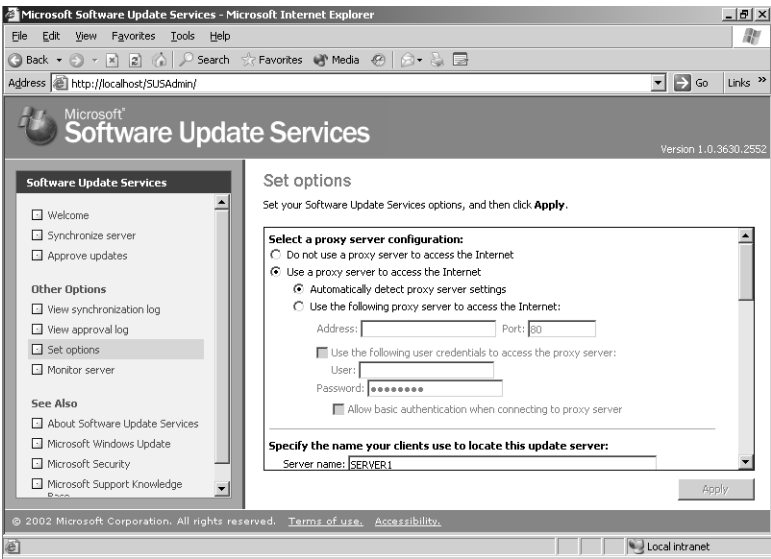 Microsoft Software Update Services - Microsoft Internet Explorer
File Edit View Favorites Tools Help
Back Search Favorites Media
Address http://localhost/SUSAdmin/ Go Links »
Microsoft®
Software Update Services
Version 1.0.3630.2552
Software Update Services
Welcome
Synchronize server
Approve updates
Other Options
View synchronization log
View approval log
Set options
Monitor server
See Also
About Software Update Services
Microsoft Windows Update
Microsoft Security
Microsoft Support Knowledge
Base
Set options
Set your Software Update Services options, and then click Apply.
Select a proxy server configuration:
Do not use a proxy server to access the Internet
Use a proxy server to access the Internet
Automatically detect proxy server settings
Use the following proxy server to access the Internet:
Address: Port: 80
Use the following user credentials to access the proxy server:
User:
Password: ●●●●●●●●
Allow basic authentication when connecting to proxy server
Specify the name your clients use to locate this update server:
Server name: SERVER1
Apply
© 2002 Microsoft Corporation. All rights reserved. Terms of use. Accessibility.
Local intranet